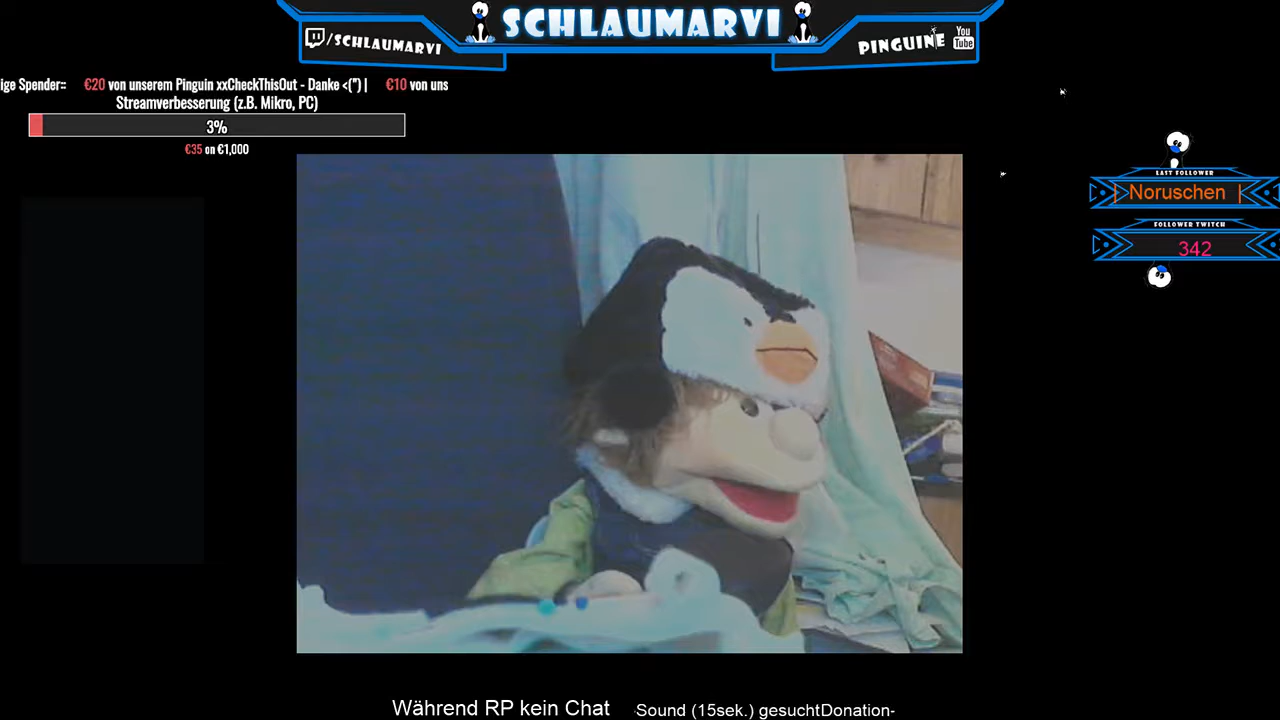 SCHLAUMARVI
/SCHLAUMARVI
PINGUINE
You Tube
ige Spender:: €20 von unserem Pinguin xxCheckThisOut - Danke <(") | €10 von uns
Streamverbesserung (z.B. Mikro, PC)
3%
€35 on €1,000
LAST FOLLOWER
| Noruschen |
FOLLOWER TWITCH
342
Während RP kein Chat
Sound (15sek.) gesuchtDonation-